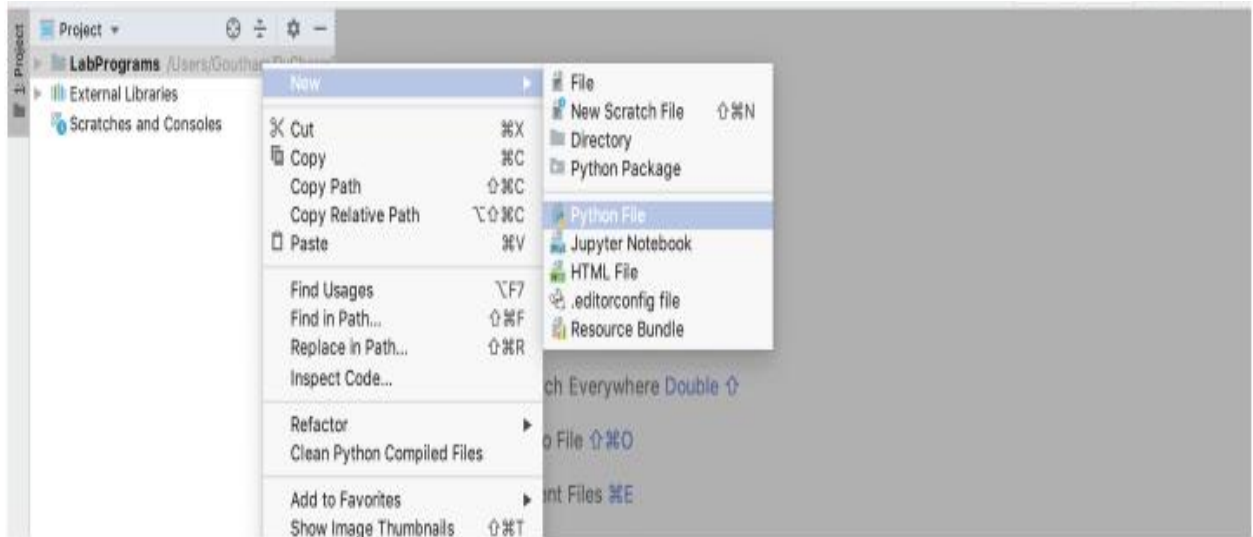 1: Project
Project
LabPrograms /Users/Goutha
External Libraries
Scratches and Consoles
New
Cut ⌘X
Copy ⌘C
Copy Path ⇧⌘C
Copy Relative Path ⌥⇧⌘C
Paste ⌘V
Find Usages ⌥F7
Find in Path... ⇧⌘F
Replace in Path... ⇧⌘R
Inspect Code...
Refactor
Clean Python Compiled Files
Add to Favorites
Show Image Thumbnails ⇧⌘T
File
New Scratch File ⇧⌘N
Directory
Python Package
Python File
Jupyter Notebook
HTML File
.editorconfig file
Resource Bundle
ch Everywhere Double ⇧
o File ⇧⌘O
ent Files ⌘E